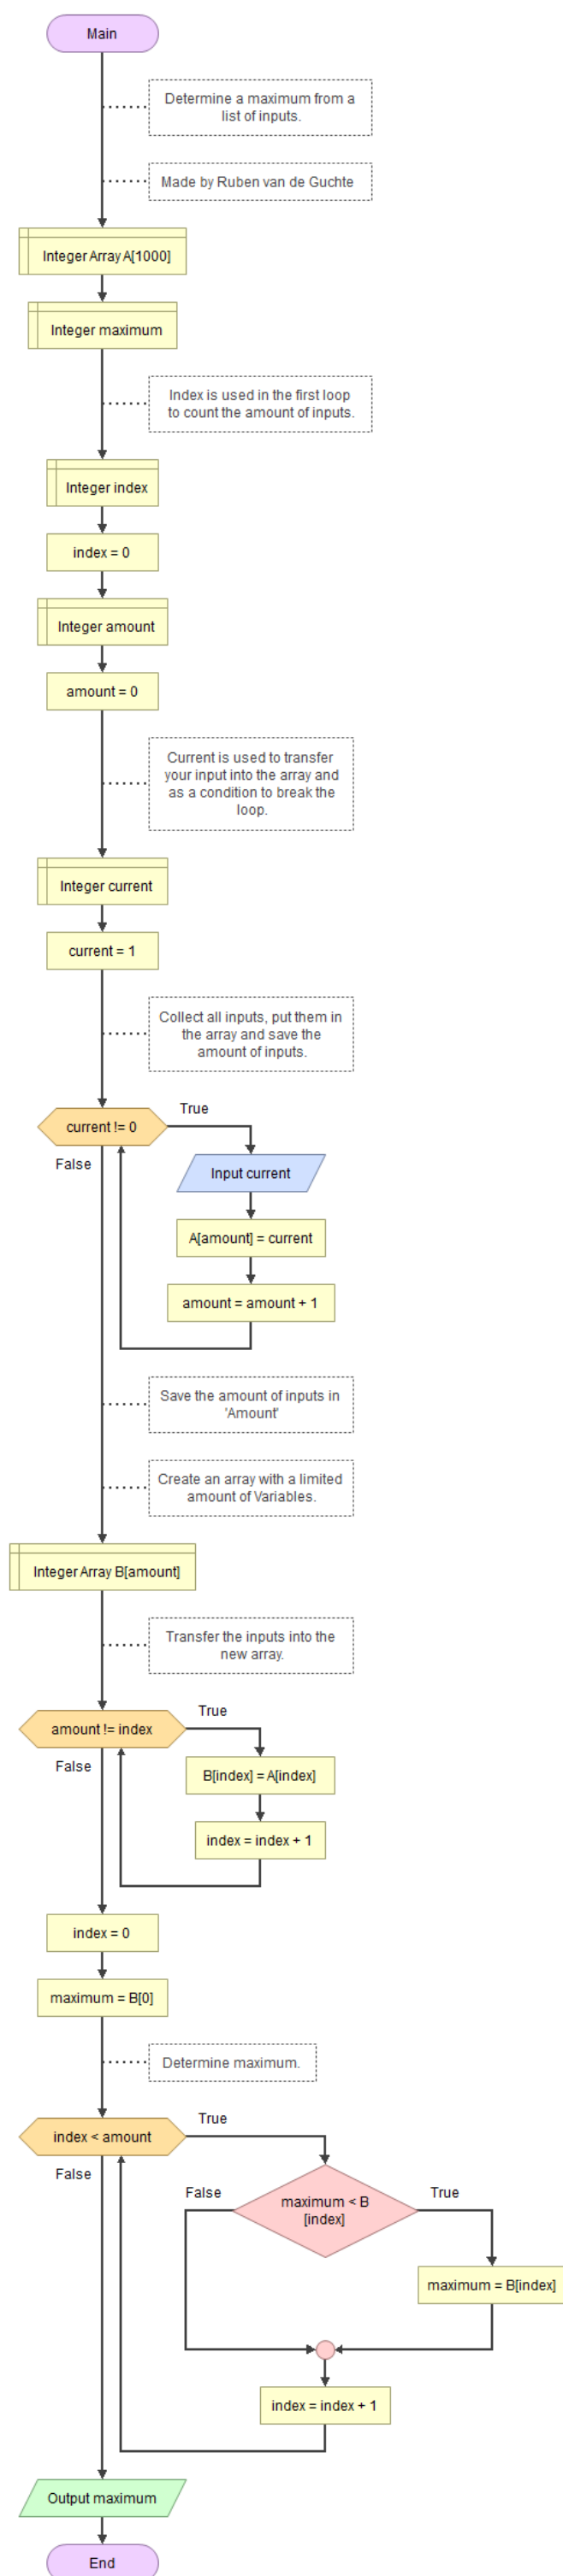 Main
Determine a maximum from a
list of inputs.
Made by Ruben van de Guchte
Integer Array A[1000]
Integer maximum
Index is used in the first loop
to count the amount of inputs.
Integer index
index = 0
Integer amount
amount = 0
Current is used to transfer
your input into the array and
as a condition to break the
loop.
Integer current
current = 1
Collect all inputs, put them in
the array and save the
amount of inputs.
current != 0
True
False
Input current
A[amount] = current
amount = amount + 1
Save the amount of inputs in
'Amount'
Create an array with a limited
amount of Variables.
Integer Array B[amount]
Transfer the inputs into the
new array.
amount != index
True
False
B[index] = A[index]
index = index + 1
index = 0
maximum = B[0]
Determine maximum.
index < amount
True
False
maximum < B
[index]
False
True
maximum = B[index]
index = index + 1
Output maximum
End